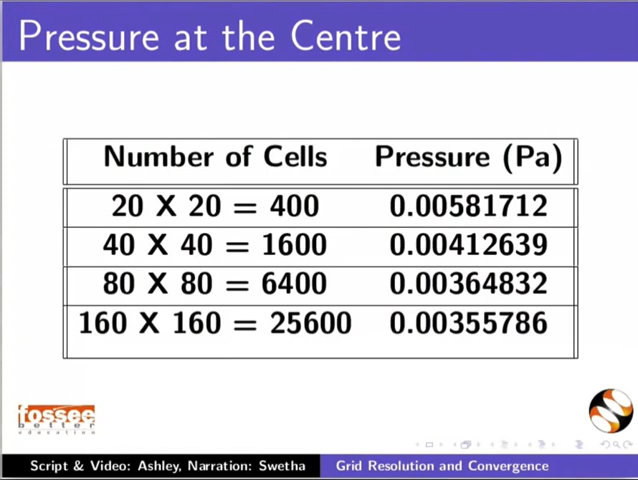 Pressure at the Centre
Number of Cells Pressure (Pa)
20 X 20 = 400 0.00581712
40 X 40 = 1600 0.00412639
80 X 80 = 6400 0.00364832
160 X 160 = 25600 0.00355786
fossee
better
education
Script & Video: Ashley, Narration: Swetha Grid Resolution and Convergence